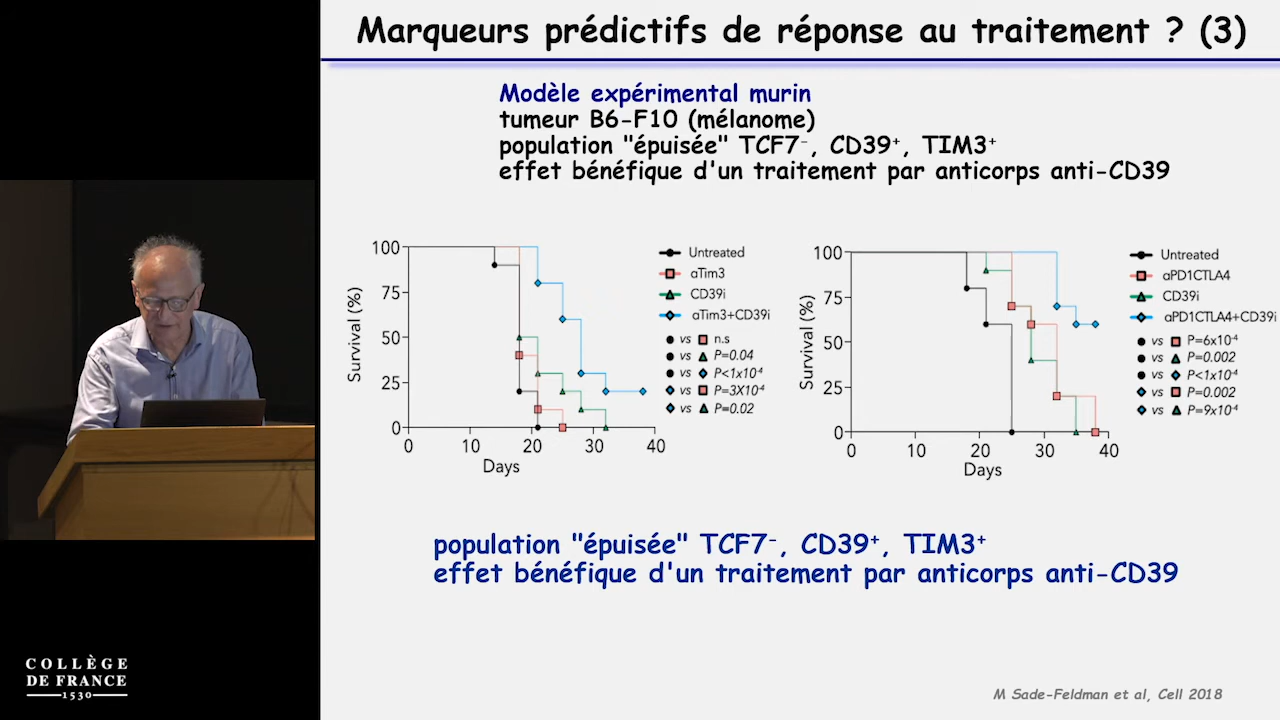 Marqueurs prédictifs de réponse au traitement ? (3)
Modèle expérimental murin
tumeur B6-F10 (mélanome)
population "épuisée" TCF7⁻, CD39⁺, TIM3⁺
effet bénéfique d'un traitement par anticorps anti-CD39
100
75
50
25
0
Survival (%)
0 10 20 30 40
Days
Untreated
αTim3
CD39i
αTim3+CD39i
vs n.s
vs P=0.04
vs P<1x10⁻⁴
vs P=3X10⁻⁴
vs P=0.02
100
75
50
25
0
Survival (%)
0 10 20 30 40
Days
Untreated
αPD1CTLA4
CD39i
αPD1CTLA4+CD39i
vs P=6x10⁻⁴
vs P=0.002
vs P<1x10⁻⁴
vs P=0.002
vs P=9x10⁻⁴
population "épuisée" TCF7⁻, CD39⁺, TIM3⁺
effet bénéfique d'un traitement par anticorps anti-CD39
COLLÈGE
DE FRANCE
1530
M Sade-Feldman et al, Cell 2018